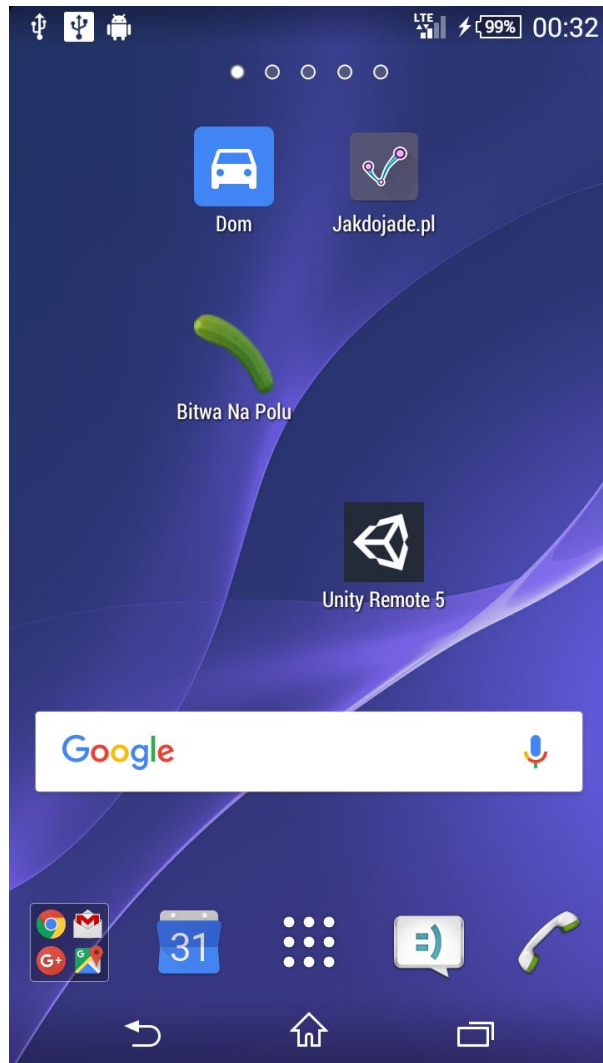 LTE
99%
00:32
Dom
Jakdojade.pl
Bitwa Na Polu
Unity Remote 5
Google
G+
G
31
=)